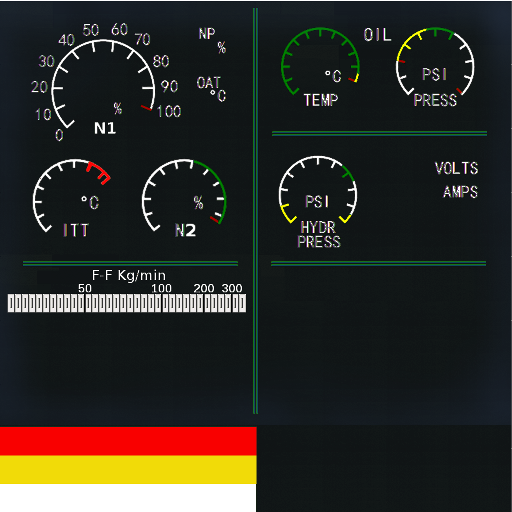 50
40 60
30 70
20 80
10 90
0 100
%
N1
NP
%
OAT
°C
°C
ITT
%
N2
F-F Kg/min
50 100 200 300
OIL
°C
TEMP
PSI
PRESS
PSI
HYDR
PRESS
VOLTS
AMPS